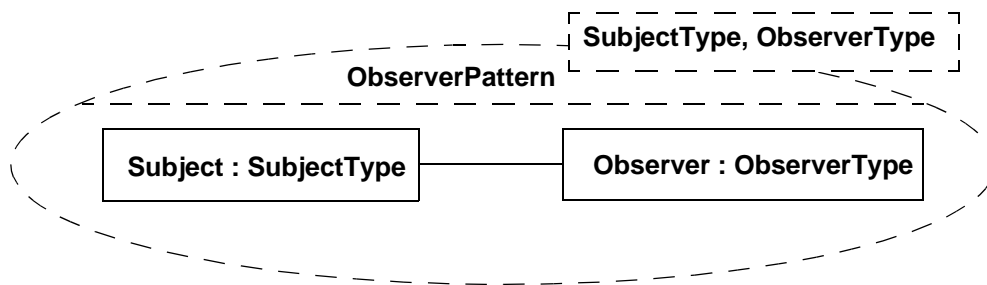 SubjectType, ObserverType
ObserverPattern
Subject : SubjectType
Observer : ObserverType